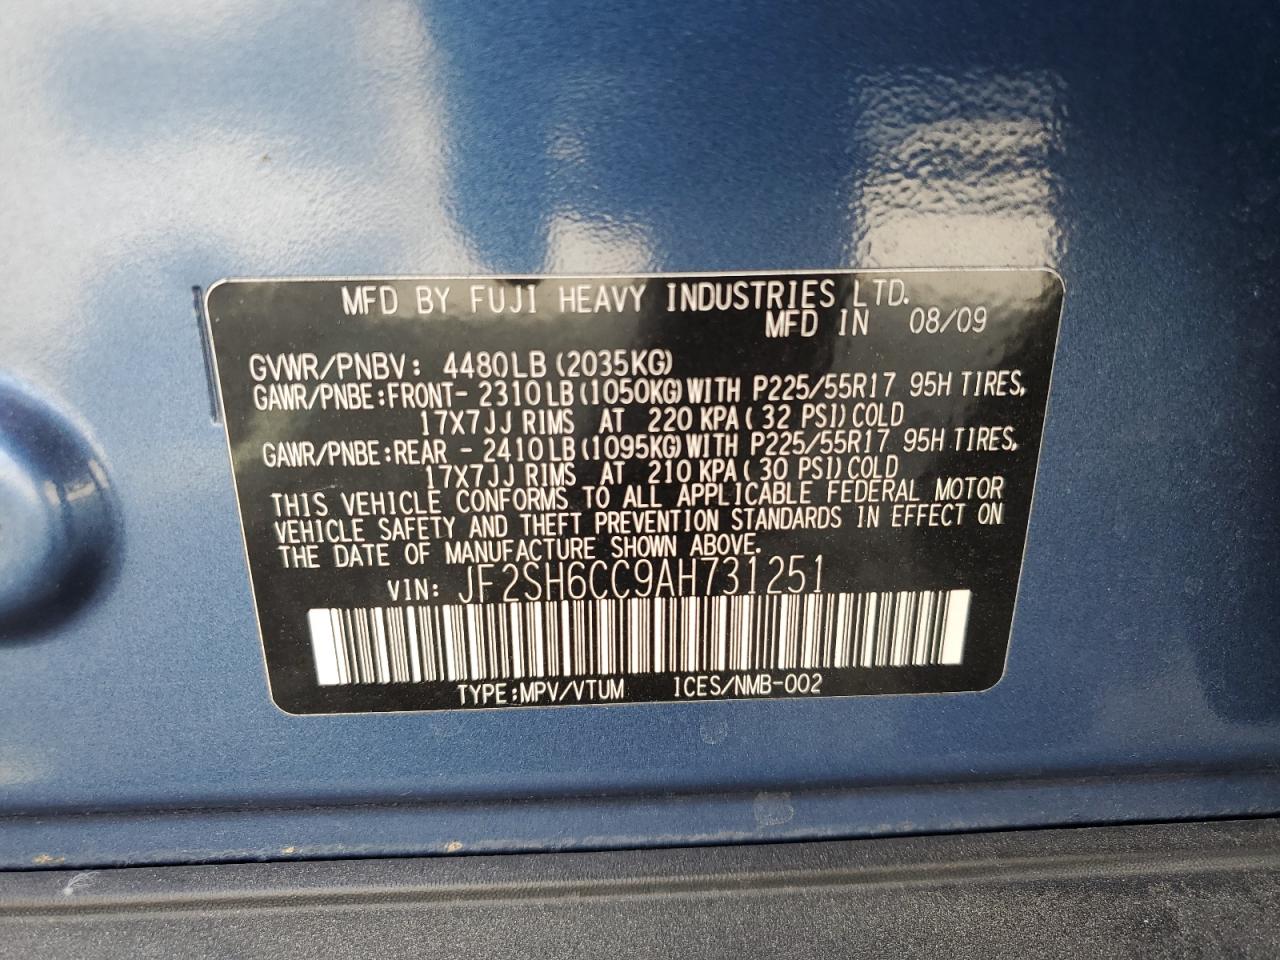 MFD BY FUJI HEAVY INDUSTRIES LTD.
MFD IN 08/09
GVWR/PNBV: 4480LB (2035KG)
GAWR/PNBE:FRONT- 2310LB (1050KG) WITH P225/55R17 95H TIRES,
17X7JJ RIMS AT 220 KPA( 32 PSI) COLD
GAWR/PNBE:REAR - 2410LB (1095KG) WITH P225/55R17 95H TIRES,
17X7JJ RIMS AT 210 KPA( 30 PSI) COLD
THIS VEHICLE CONFORMS TO ALL APPLICABLE FEDERAL MOTOR
VEHICLE SAFETY AND THEFT PREVENTION STANDARDS IN EFFECT ON
THE DATE OF MANUFACTURE SHOWN ABOVE.
VIN: JF2SH6CC9AH731251
TYPE:MPV/VTUM ICES/NMB-002